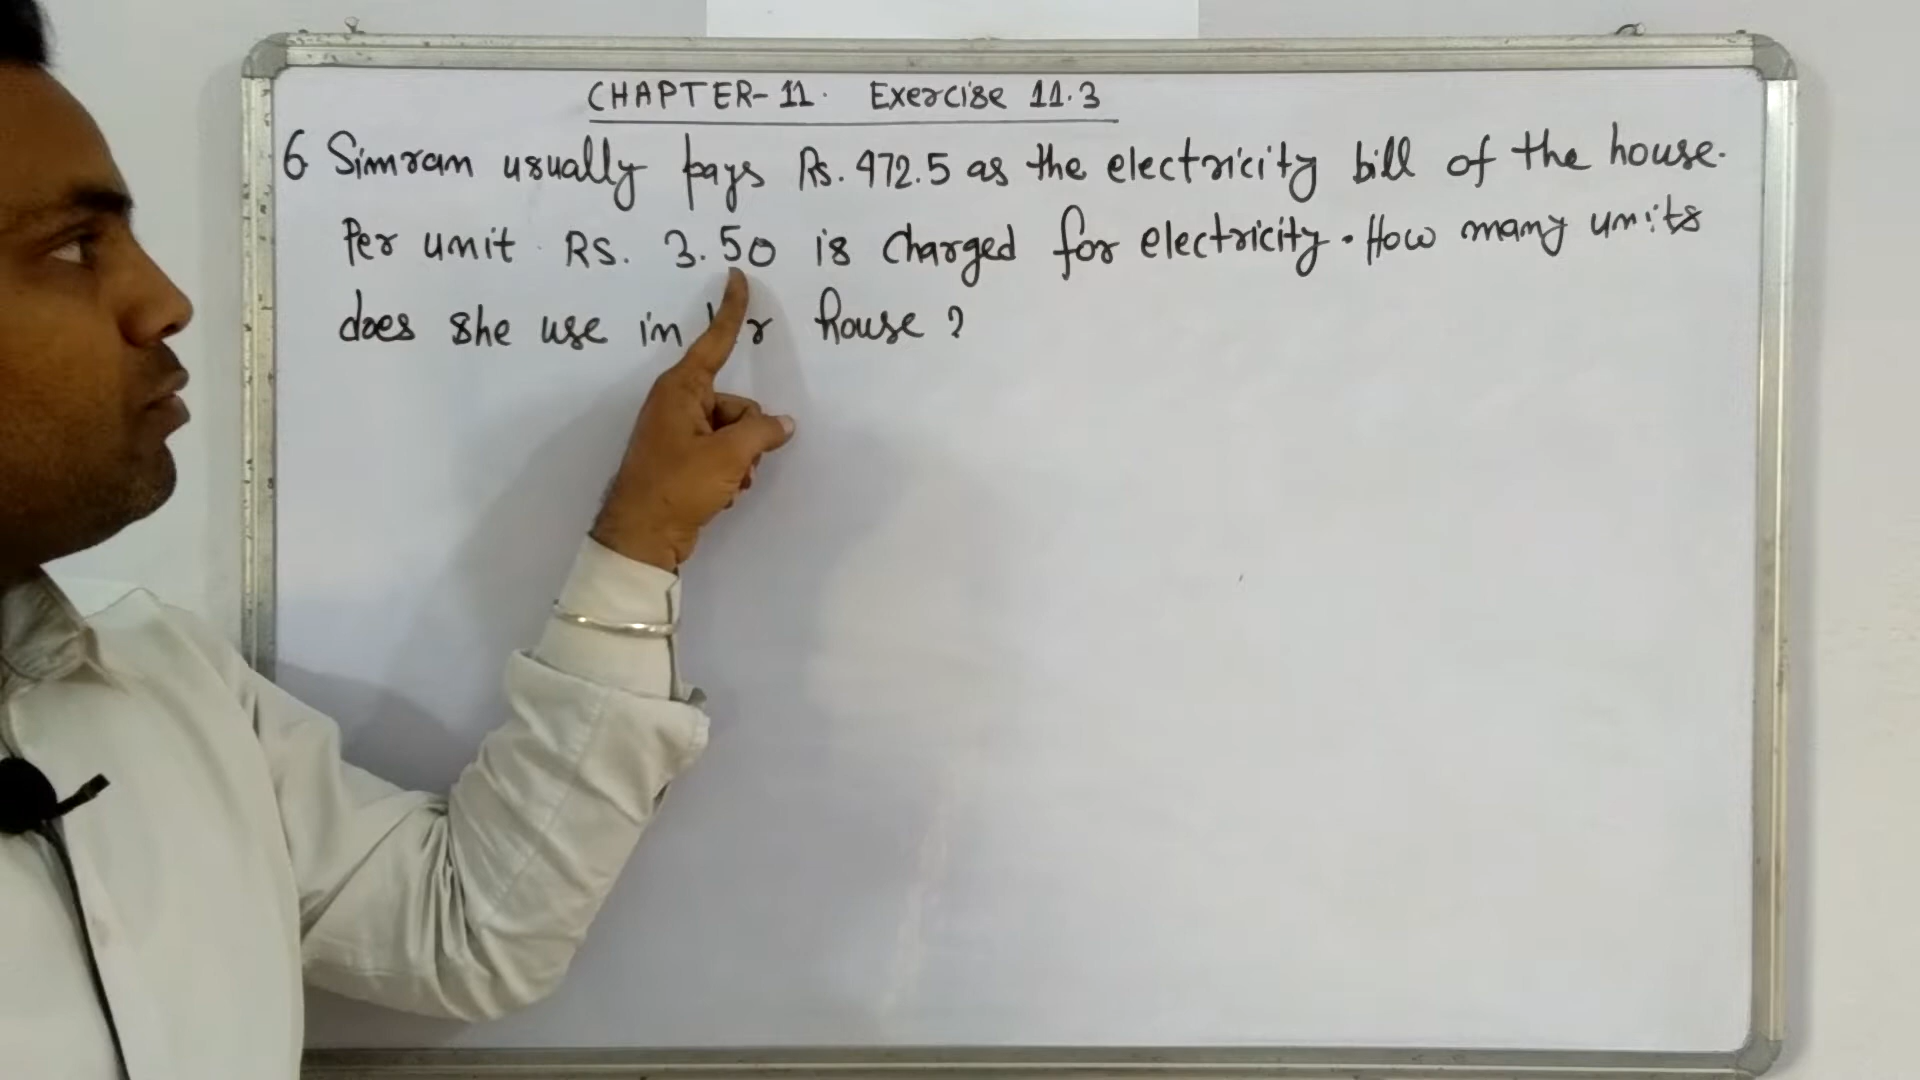 CHAPTER-11. Exercise 11.3
6 Simran usually pays Rs. 472.5 as the electricity bill of the house.
Per unit RS. 3.50 is charged for electricity. How many units
does she use in house ?